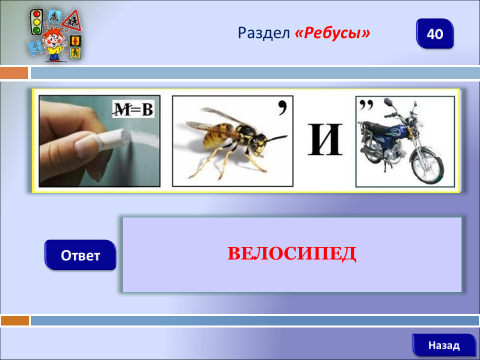 Раздел «Ребусы»
40
М=В
,
И
,,
Ответ
ВЕЛОСИПЕД
Назад